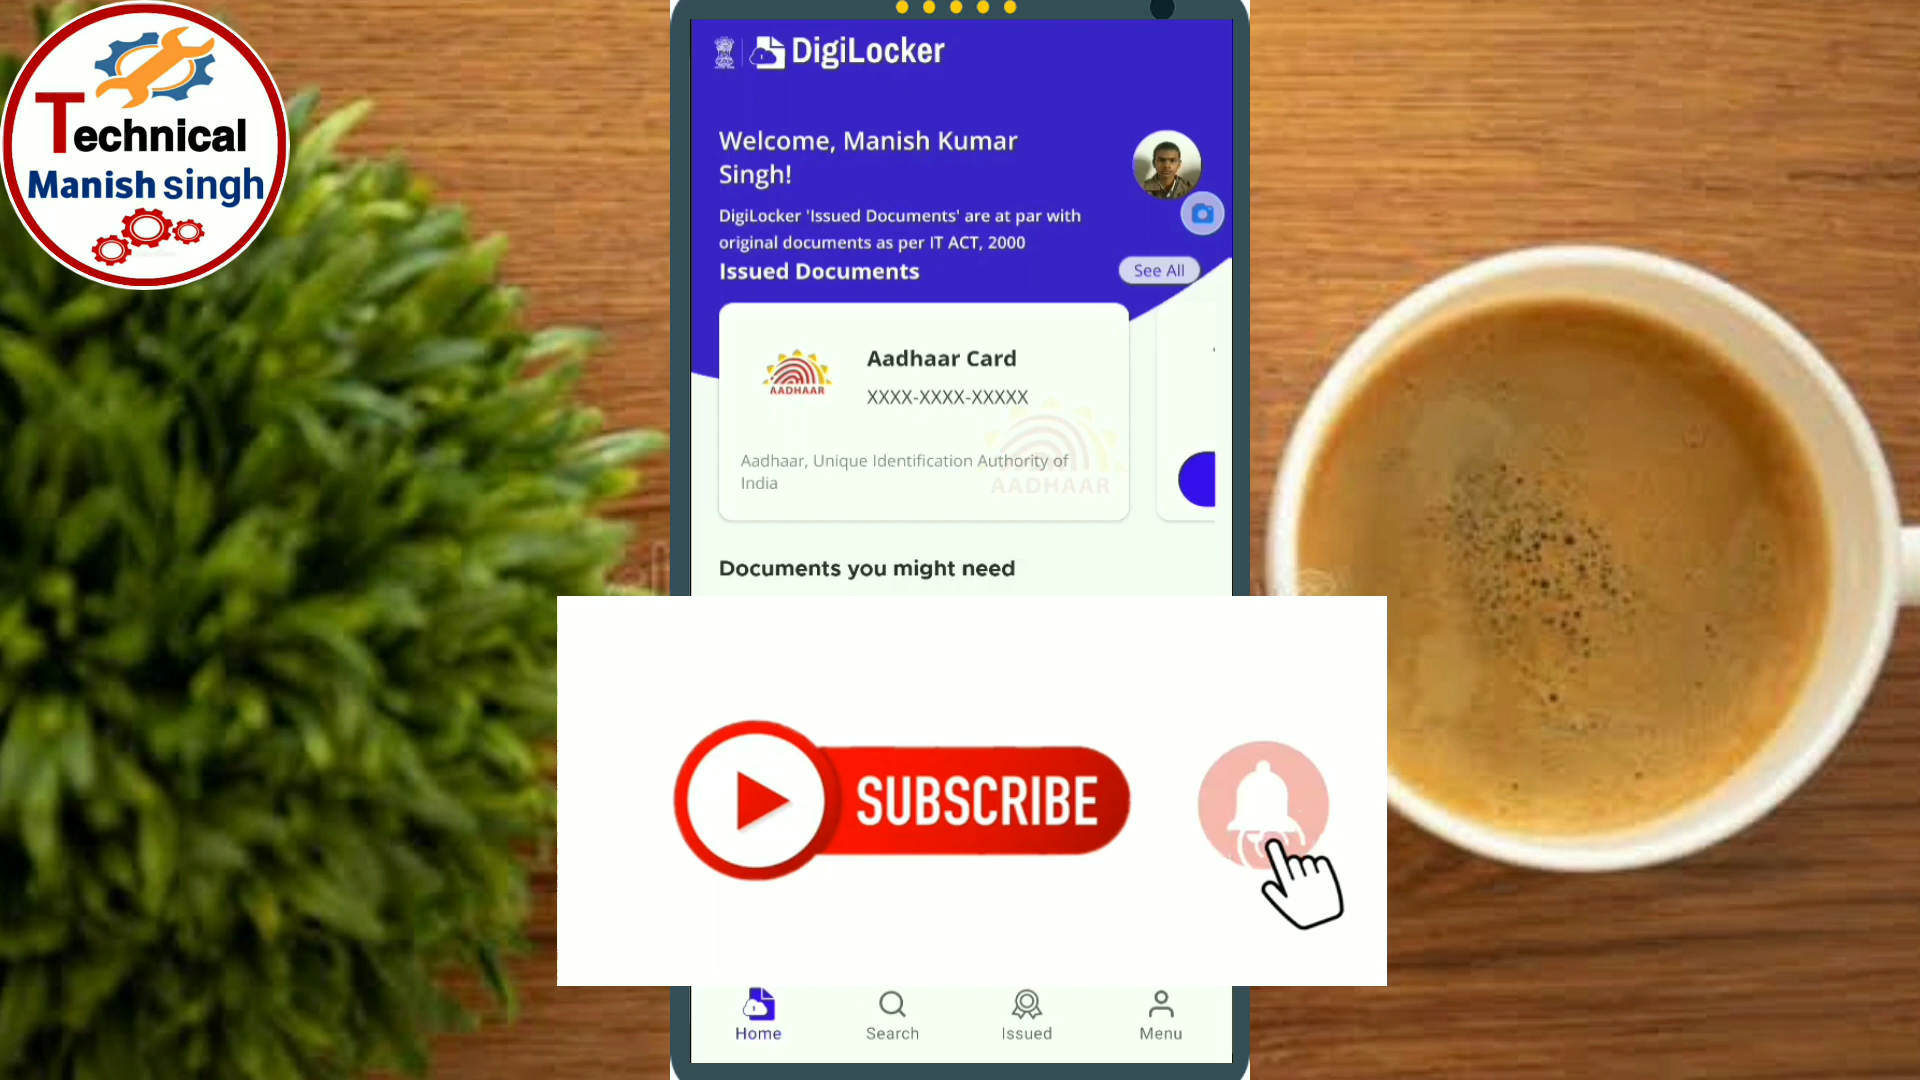 Technical
Manish singh
DigiLocker
Welcome, Manish Kumar
Singh!
DigiLocker 'Issued Documents' are at par with
original documents as per IT ACT, 2000
Issued Documents
See All
AADHAAR
Aadhaar Card
XXXX-XXXX-XXXXX
Aadhaar, Unique Identification Authority of
India
AADHAAR
Documents you might need
SUBSCRIBE
Home
Search
Issued
Menu